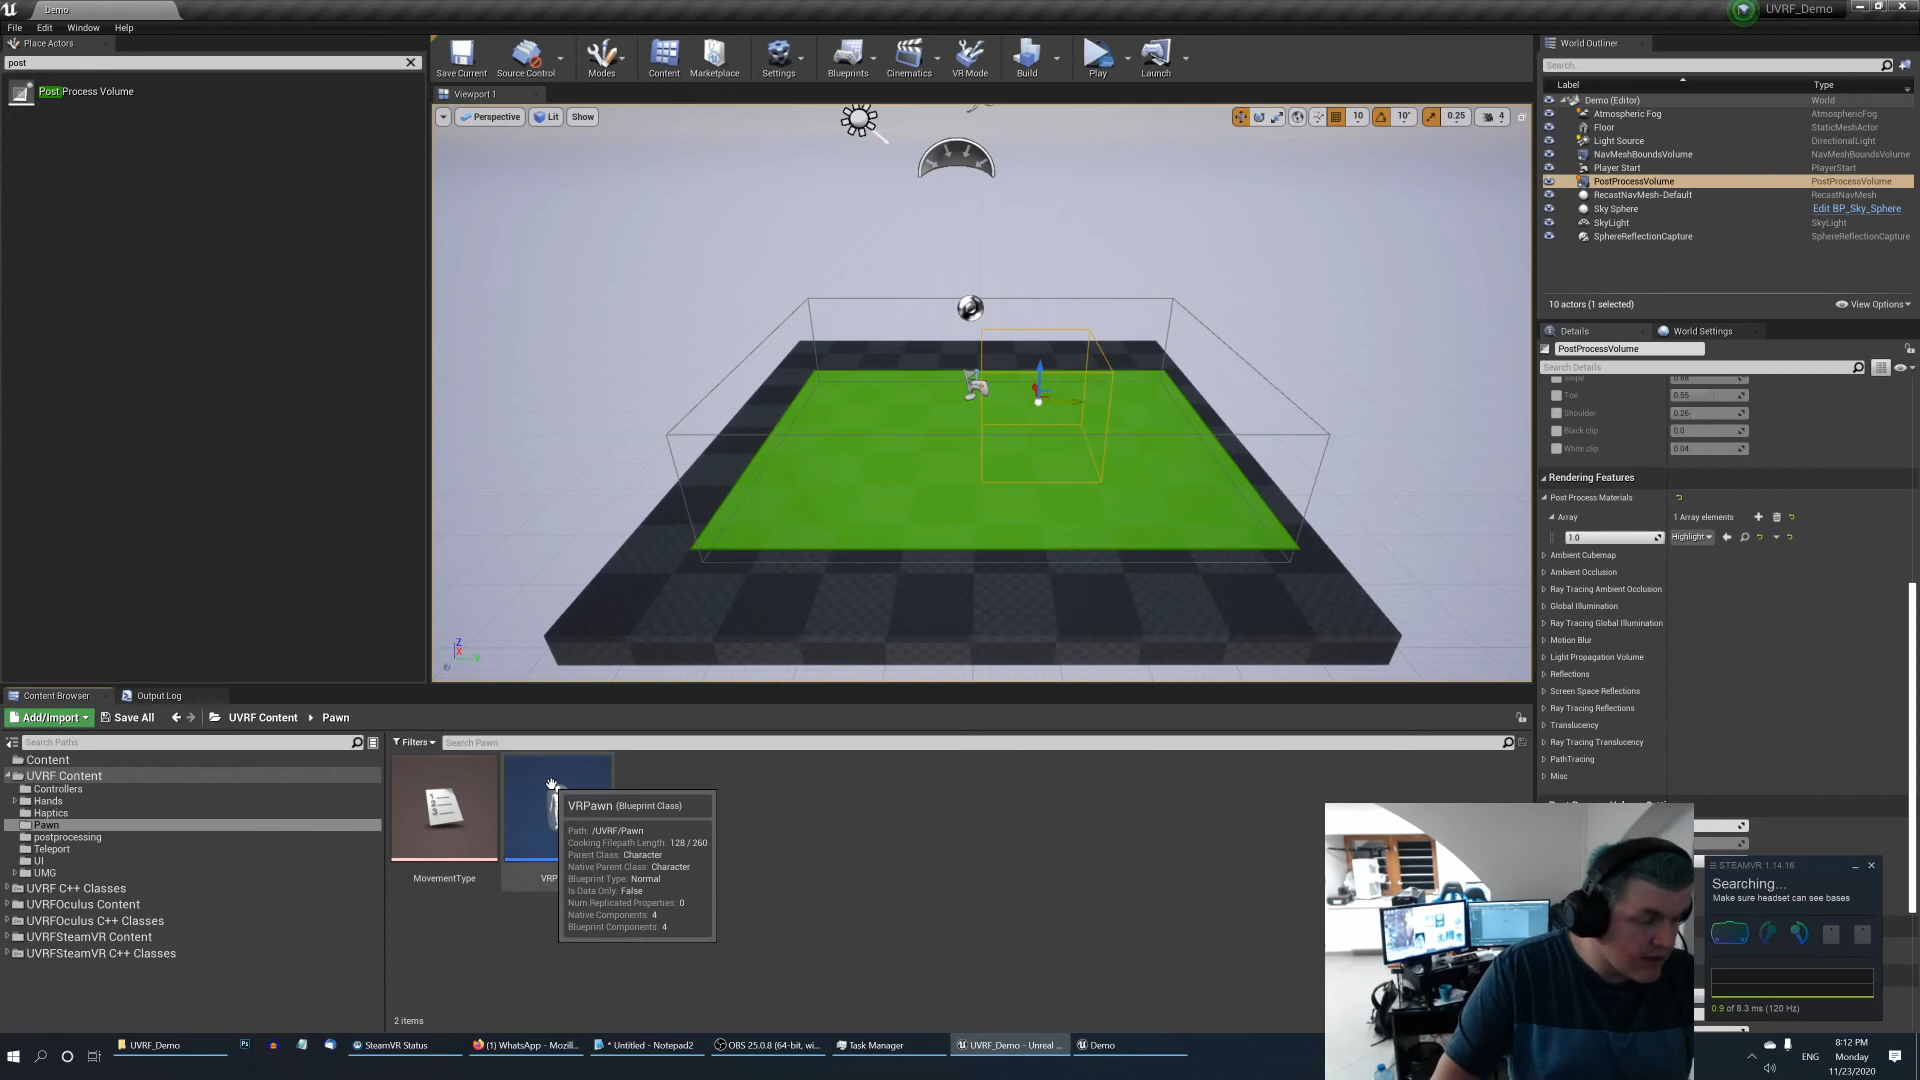 Demo
UVRF_Demo
File Edit Window Help
Place Actors
post
Post Process Volume
Save Current
Source Control
Modes
Content
Marketplace
Settings
Blueprints
Cinematics
VR Mode
Build
Play
Launch
Viewport 1
Perspective Lit Show
10 10° 0.25 4
World Outliner
Search...
Label Type
Demo (Editor) World
Atmospheric Fog AtmosphericFog
Floor StaticMeshActor
Light Source DirectionalLight
NavMeshBoundsVolume NavMeshBoundsVolume
Player Start PlayerStart
PostProcessVolume PostProcessVolume
RecastNavMesh-Default RecastNavMesh
Sky Sphere Edit BP_Sky_Sphere
SkyLight SkyLight
SphereReflectionCapture SphereReflectionCapture
10 actors (1 selected) View Options
Details World Settings
PostProcessVolume
Search Details
Slope 0.88
Toe 0.55
Shoulder 0.26
Black clip 0.0
White clip 0.04
Rendering Features
Post Process Materials
Array 1 Array elements
1.0 Highlight
Ambient Cubemap
Ambient Occlusion
Ray Tracing Ambient Occlusion
Global Illumination
Ray Tracing Global Illumination
Motion Blur
Light Propagation Volume
Reflections
Screen Space Reflections
Ray Tracing Reflections
Translucency
Ray Tracing Translucency
PathTracing
Misc
Z
X
Y
Content Browser Output Log
Add/Import Save All UVRF Content Pawn
Search Paths
Filters Search Pawn
Content
UVRF Content
Controllers
Hands
Haptics
Pawn
postprocessing
Teleport
UI
UMG
UVRF C++ Classes
UVRFOculus Content
UVRFOculus C++ Classes
UVRFSteamVR Content
UVRFSteamVR C++ Classes
MovementType
VRP
VRPawn (Blueprint Class)
Path: /UVRF/Pawn
Cooking Filepath Length: 128 / 260
Parent Class: Character
Native Parent Class: Character
Blueprint Type: Normal
Is Data Only: False
Num Replicated Properties: 0
Native Components: 4
Blueprint Components: 4
2 items
STEAMVR 1.14.16
Searching...
Make sure headset can see bases
0.9 of 8.3 ms (120 Hz)
UVRF_Demo
SteamVR Status
(1) WhatsApp - Mozill...
* Untitled - Notepad2
OBS 25.0.8 (64-bit, wi...
Task Manager
UVRF_Demo - Unreal ...
Demo
ENG
8:12 PM
Monday
11/23/2020